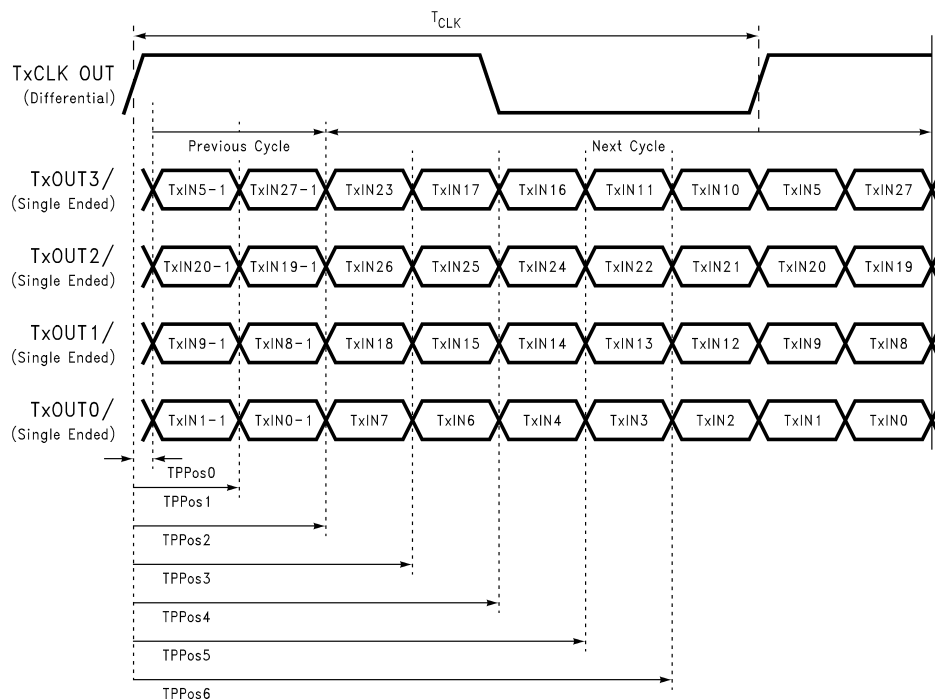 TCLK
TxCLK OUT
(Differential)
Previous Cycle
Next Cycle
TxOUT3/
(Single Ended)
TxIN5-1 TxIN27-1 TxIN23 TxIN17 TxIN16 TxIN11 TxIN10 TxIN5 TxIN27
TxOUT2/
(Single Ended)
TxIN20-1 TxIN19-1 TxIN26 TxIN25 TxIN24 TxIN22 TxIN21 TxIN20 TxIN19
TxOUT1/
(Single Ended)
TxIN9-1 TxIN8-1 TxIN18 TxIN15 TxIN14 TxIN13 TxIN12 TxIN9 TxIN8
TxOUT0/
(Single Ended)
TxIN1-1 TxIN0-1 TxIN7 TxIN6 TxIN4 TxIN3 TxIN2 TxIN1 TxIN0
TPPos0
TPPos1
TPPos2
TPPos3
TPPos4
TPPos5
TPPos6